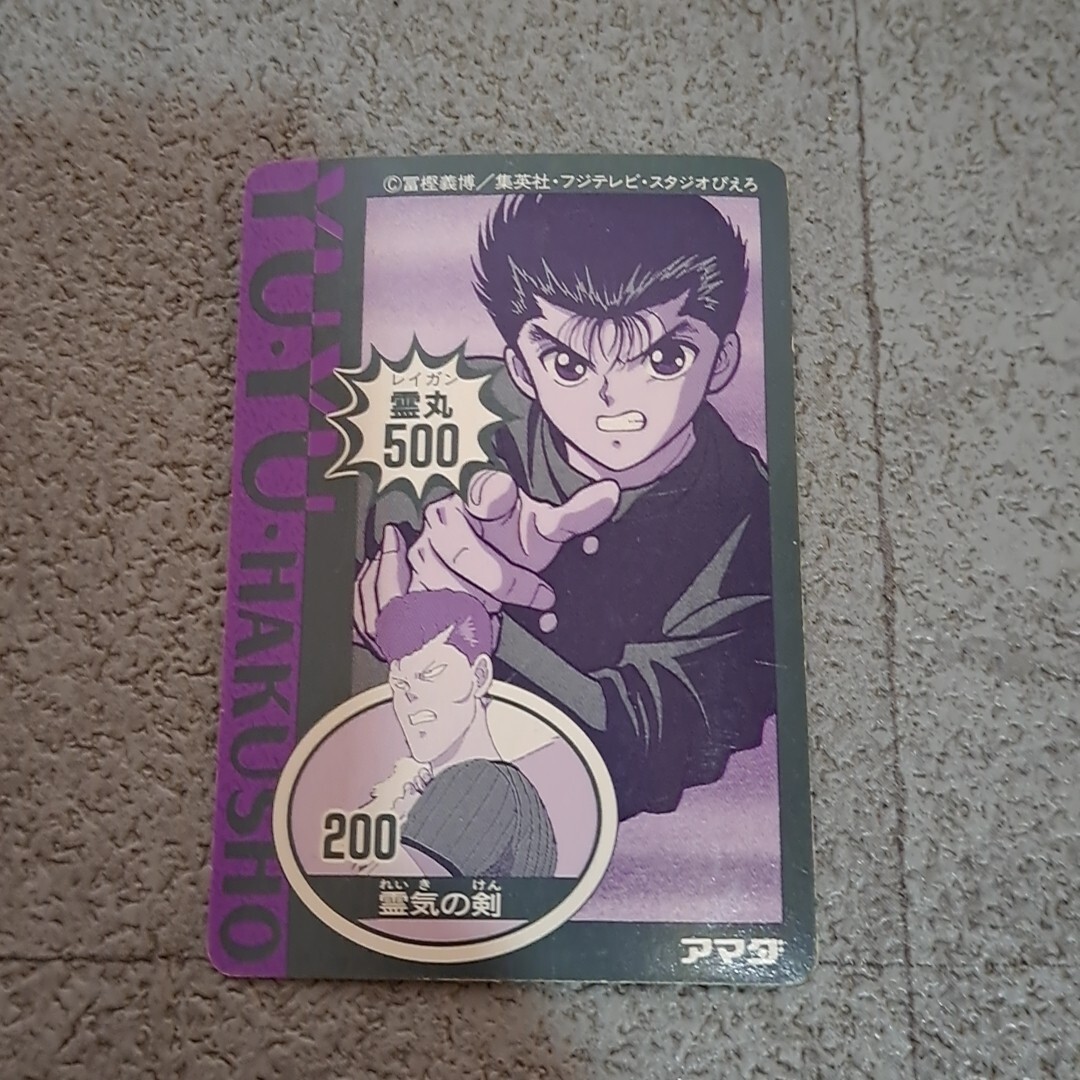 ©冨樫義博／集英社・フジテレビ・スタジオぴえろ
YU・YU・HAKUSHO
レイガン
霊丸
500
200
れいき けん
霊気の剣
アマダ